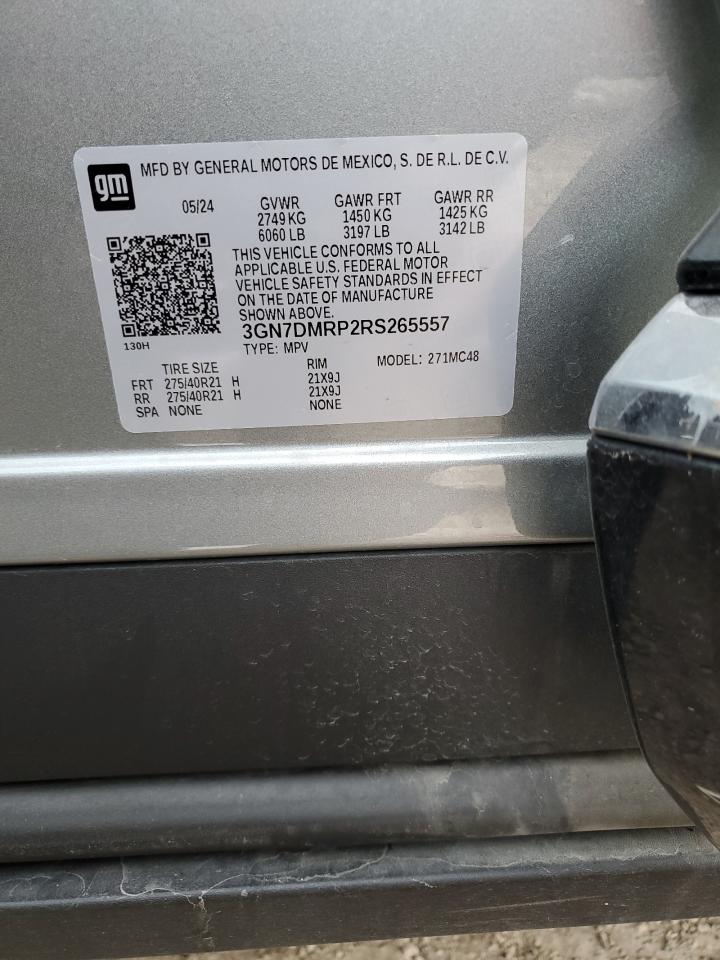 gm
MFD BY GENERAL MOTORS DE MEXICO, S. DE R.L. DE C.V.
05/24 GVWR GAWR FRT GAWR RR
2749 KG 1450 KG 1425 KG
6060 LB 3197 LB 3142 LB
THIS VEHICLE CONFORMS TO ALL
APPLICABLE U.S. FEDERAL MOTOR
VEHICLE SAFETY STANDARDS IN EFFECT
ON THE DATE OF MANUFACTURE
SHOWN ABOVE.
3GN7DMRP2RS265557
130H
TYPE: MPV MODEL: 271MC48
TIRE SIZE RIM
FRT 275/40R21 H 21X9J
RR 275/40R21 H 21X9J
SPA NONE NONE